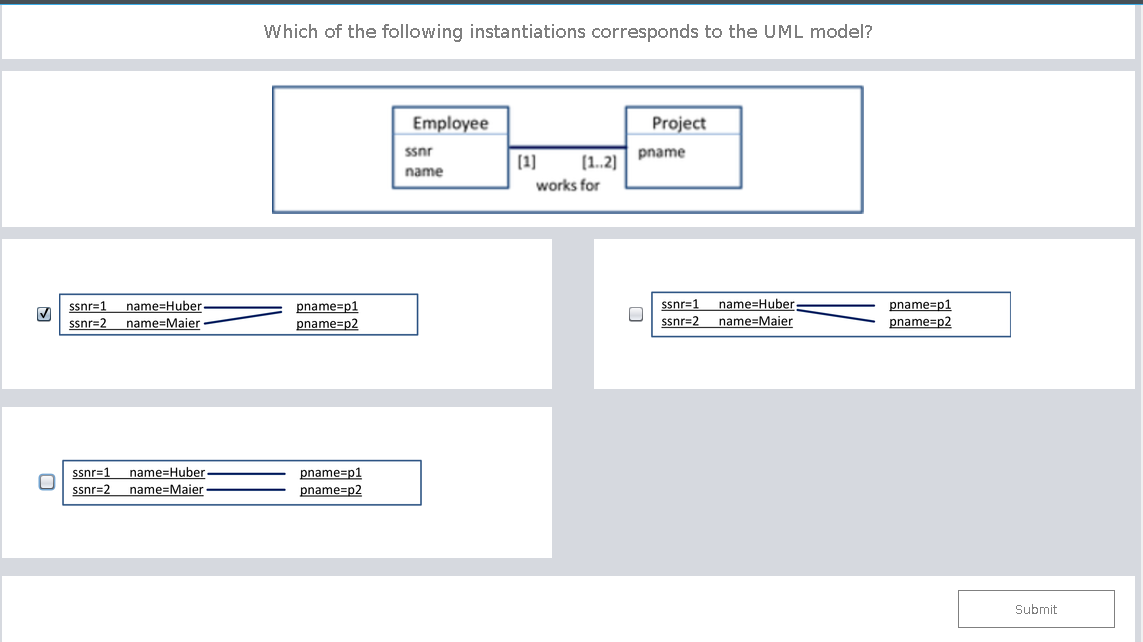 Which of the following instantiations corresponds to the UML model?
Employee
ssnr
name
[1]
[1..2]
works for
Project
pname
ssnr=1 name=Huber pname=p1
ssnr=2 name=Maier pname=p2
ssnr=1 name=Huber pname=p1
ssnr=2 name=Maier pname=p2
ssnr=1 name=Huber pname=p1
ssnr=2 name=Maier pname=p2
Submit